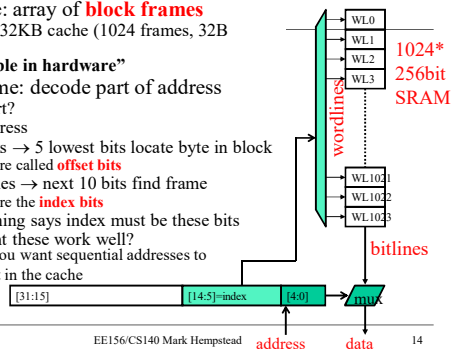 : array of block frames
32KB cache (1024 frames, 32B
ble in hardware”
me: decode part of address
rt?
ress
s → 5 lowest bits locate byte in block
re called offset bits
es → next 10 bits find frame
re the index bits
ing says index must be these bits
t these work well?
ou want sequential addresses to
t in the cache
WL0
WL1
WL2
WL3
WL1021
WL1022
WL1023
wordlines
1024*
256bit
SRAM
bitlines
[31:15]
[14:5]=index
[4:0]
mux
address
data
EE156/CS140 Mark Hempstead
14